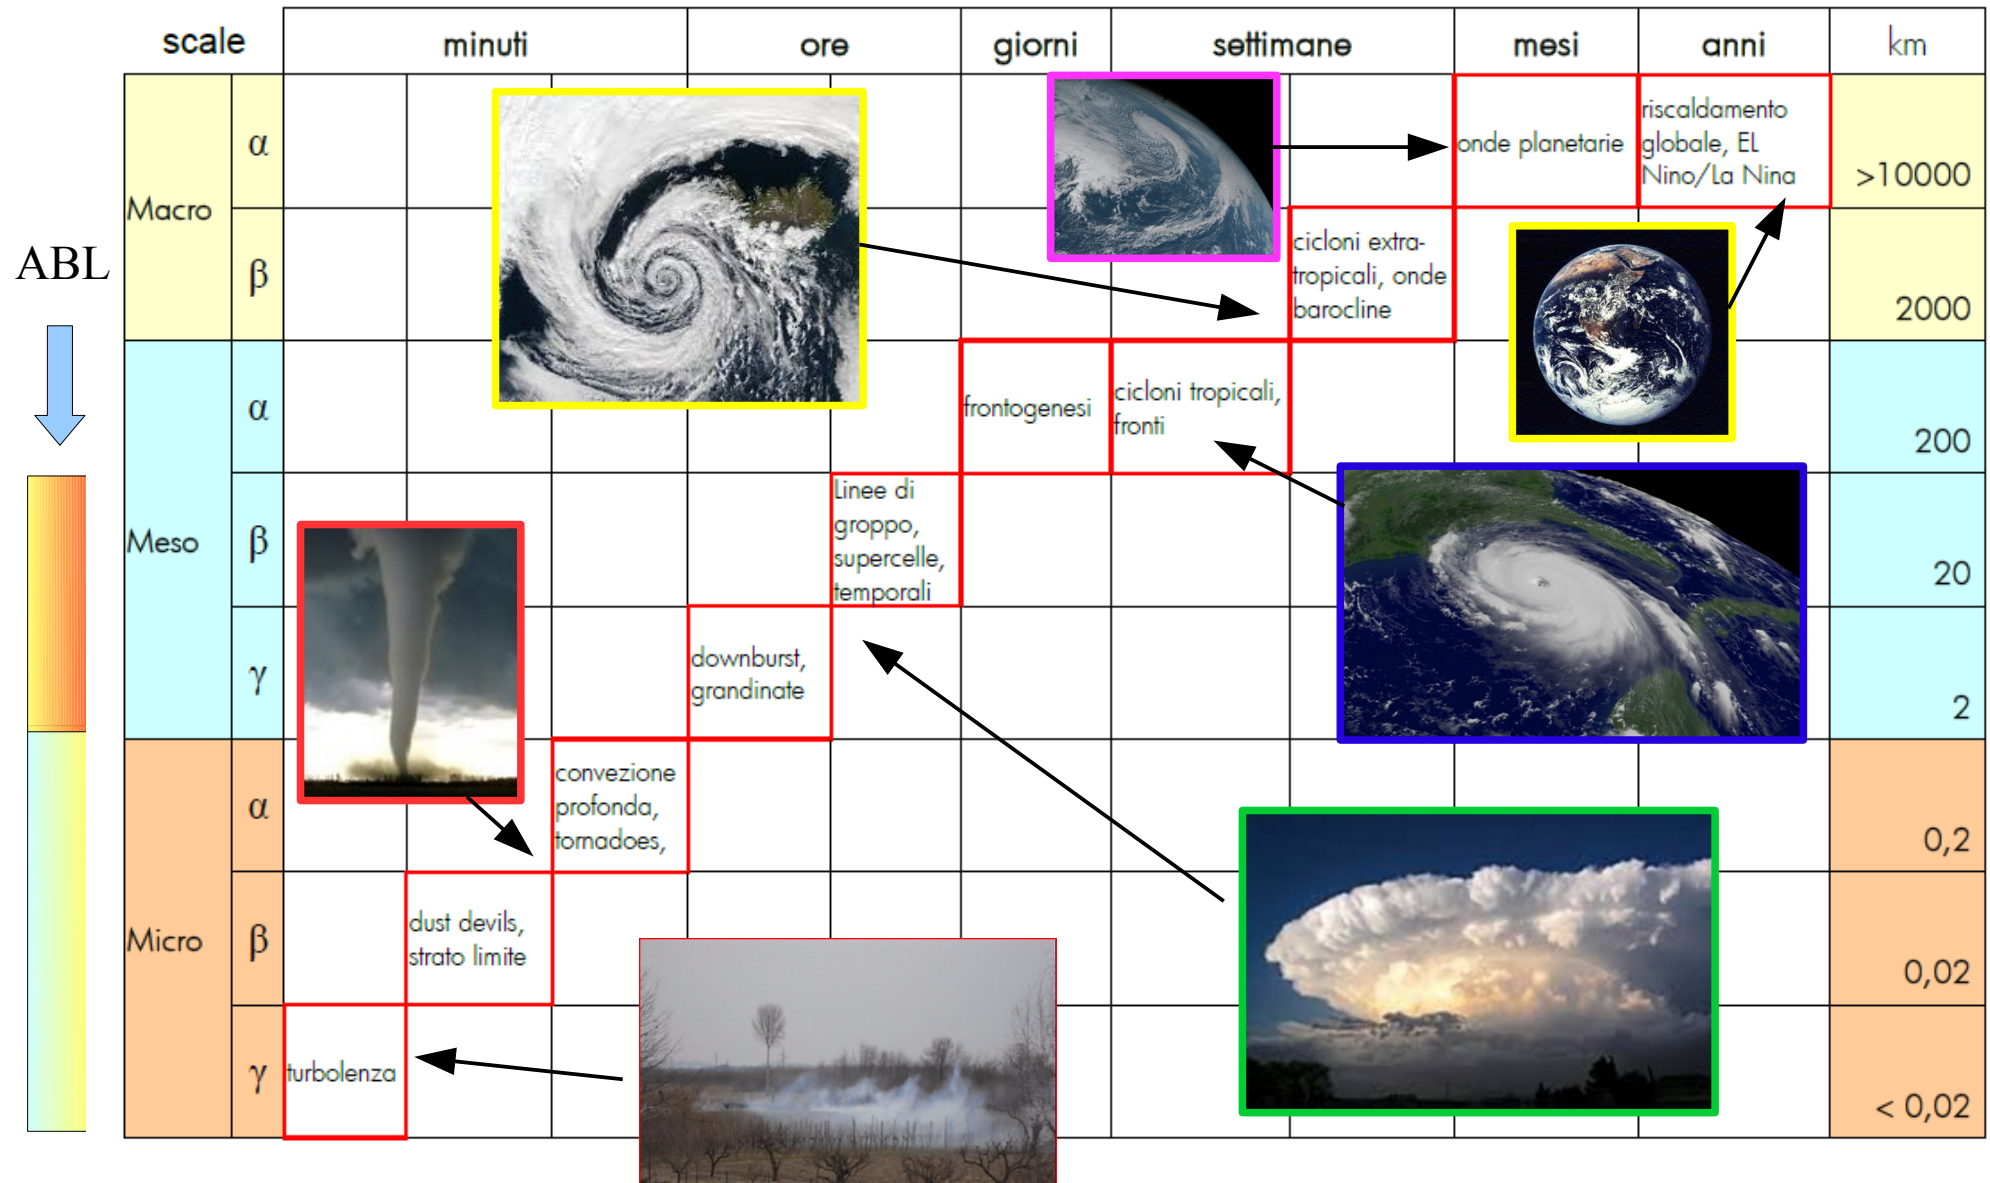 scale
minuti
ore
giorni
settimane
mesi
anni
km
Macro
α
onde planetarie
riscaldamento
globale, EL
Nino/La Nina
>10000
ABL
β
cicloni extra-
tropicali, onde
barocline
2000
Meso
α
frontogenesi
cicloni tropicali,
fronti
200
β
Linee di
groppo,
supercelle,
temporali
20
γ
downburst,
grandinate
2
Micro
α
convezione
profonda,
tornadoes,
0,2
β
dust devils,
strato limite
0,02
γ
turbolenza
< 0,02